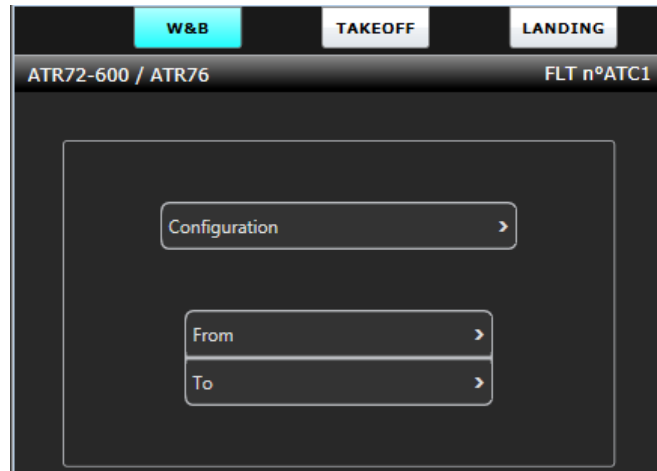 W&B TAKEOFF LANDING
ATR72-600 / ATR76 FLT nºATC1
Configuration
From
To